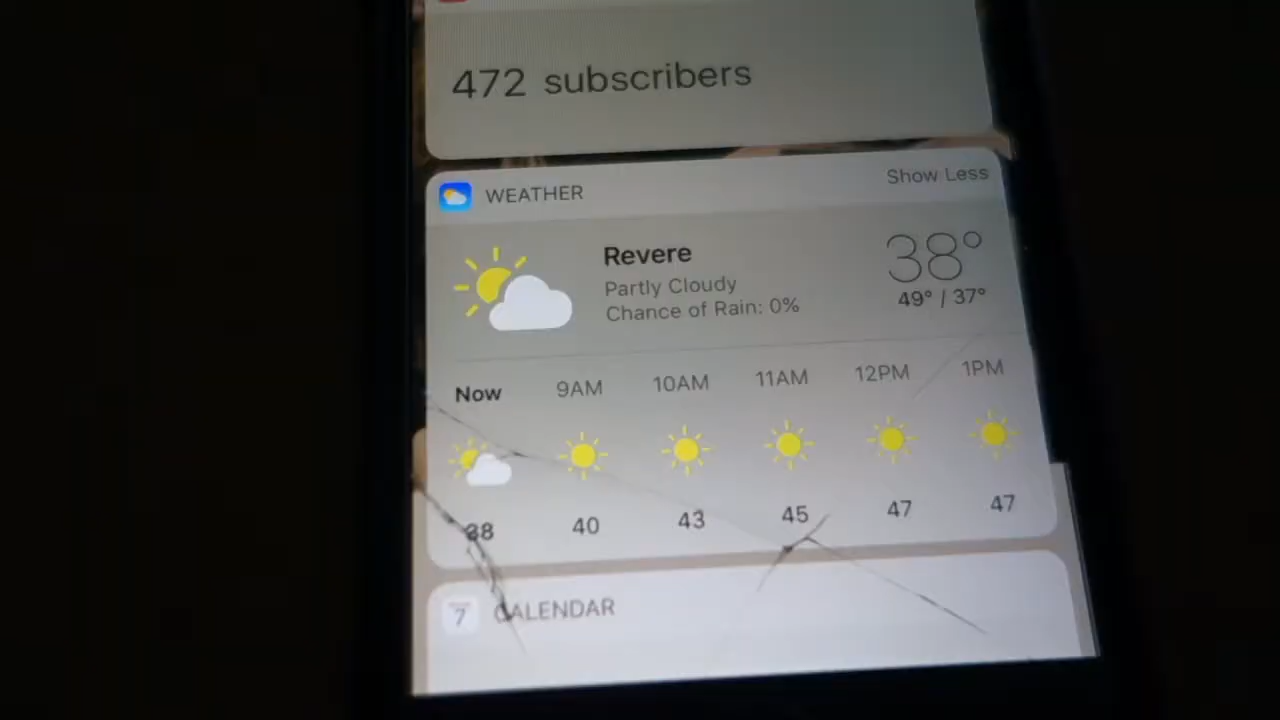 472 subscribers
WEATHER
Show Less
Revere
Partly Cloudy
Chance of Rain: 0%
38°
49° / 37°
Now 9AM 10AM 11AM 12PM 1PM
38 40 43 45 47 47
7 CALENDAR